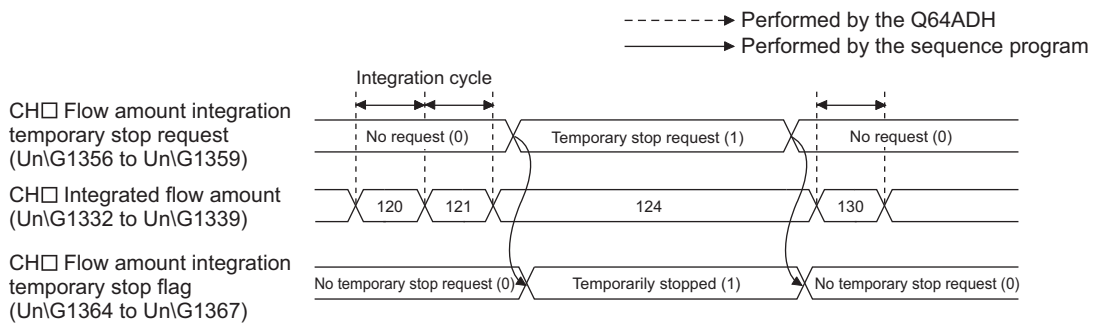 Performed by the Q64ADH
Performed by the sequence program
Integration cycle
CH□ Flow amount integration
temporary stop request
(Un\G1356 to Un\G1359)
No request (0)
Temporary stop request (1)
No request (0)
CH□ Integrated flow amount
(Un\G1332 to Un\G1339)
120
121
124
130
CH□ Flow amount integration
temporary stop flag
(Un\G1364 to Un\G1367)
No temporary stop request (0)
Temporarily stopped (1)
No temporary stop request (0)